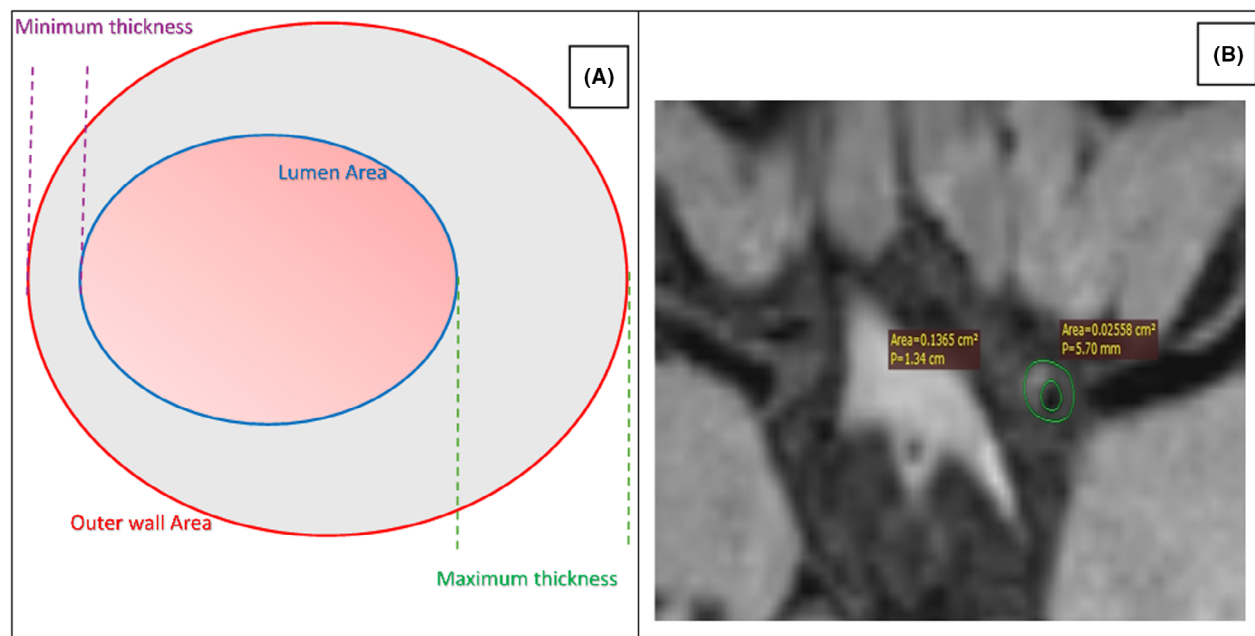 Minimum thickness
(A)
Lumen Area
Outer wall Area
Maximum thickness
(B)
Area=0.1365 cm²
P=1.34 cm
Area=0.02558 cm²
P=5.70 mm